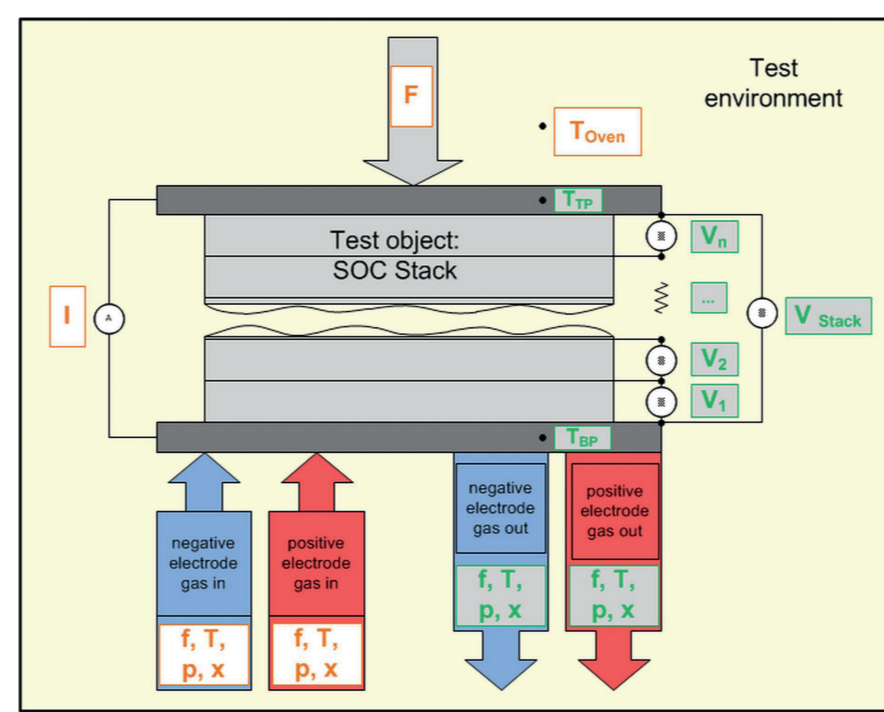 Test
environment
F
T_Oven
T_TP
Test object:
SOC Stack
V_n
I
A
...
V_Stack
V_2
V_1
T_BP
negative
electrode
gas in
positive
electrode
gas in
negative
electrode
gas out
positive
electrode
gas out
f, T,
p, x
f, T,
p, x
f, T,
p, x
f, T,
p, x